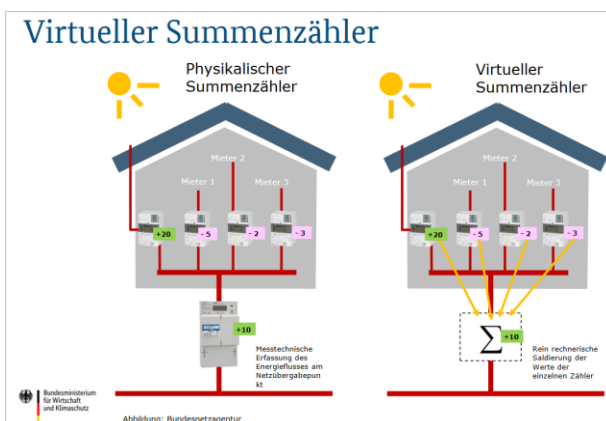 Virtueller Summenzähler
Physikalischer
Summenzähler
Mieter 2
Mieter 1
Mieter 3
+20
- 5
- 2
- 3
+10
Messtechnische
Erfassung des
Energieflusses am
Netzübergabepun
kt
Virtueller
Summenzähler
Mieter 2
Mieter 1
Mieter 3
+20
- 5
- 2
- 3
Σ
+10
Rein rechnerische
Saldierung der
Werte der
einzelnen Zähler
Bundesministerium
für Wirtschaft
und Klimaschutz
Abbildung: Bundesnetzagentur